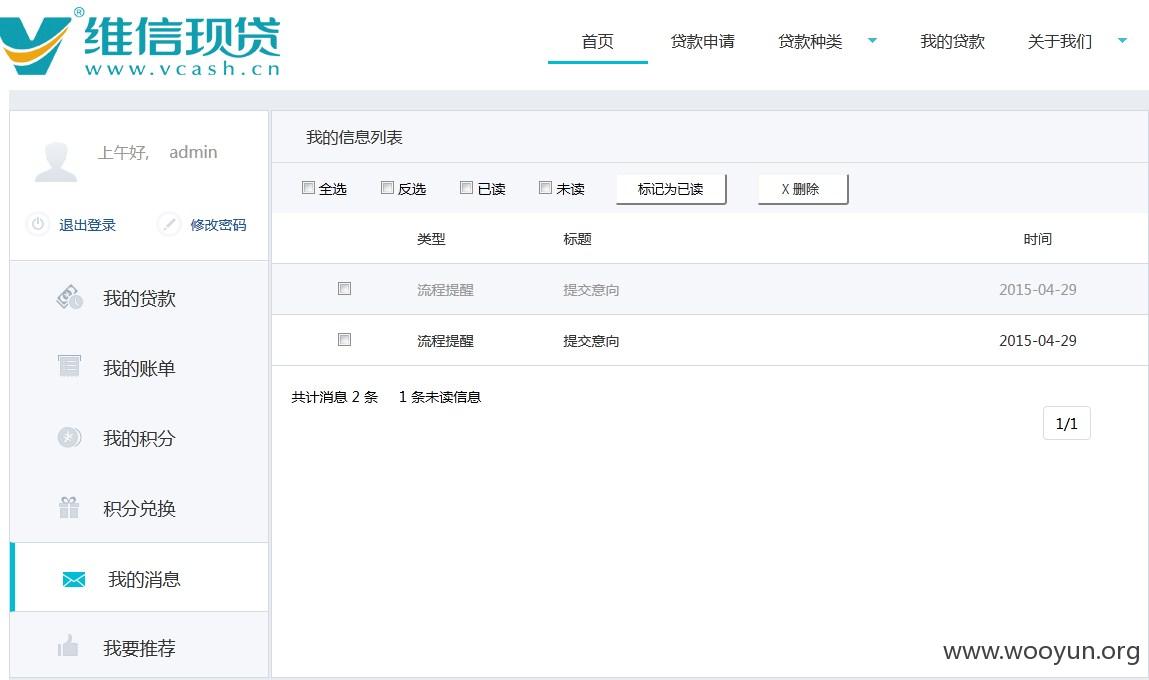 ® 维信现贷
www.vcash.cn
首页 贷款申请 贷款种类 我的贷款 关于我们
上午好, admin
退出登录 修改密码
我的贷款
我的账单
我的积分
积分兑换
我的消息
我要推荐
我的信息列表
全选 反选 已读 未读 标记为已读 X 删除
类型 标题 时间
流程提醒 提交意向 2015-04-29
流程提醒 提交意向 2015-04-29
共计消息 2 条 1 条未读信息
1/1
www.wooyun.org